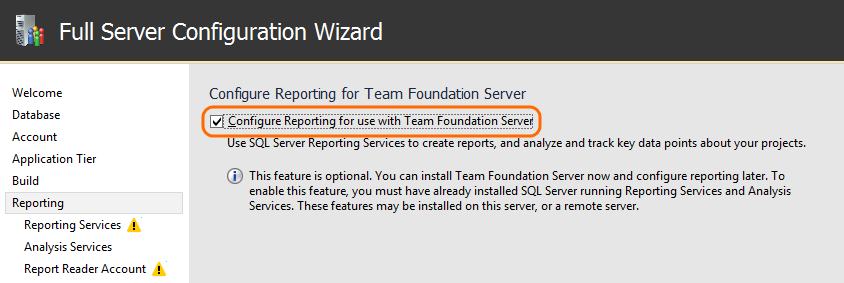 Full Server Configuration Wizard
Welcome
Database
Account
Application Tier
Build
Reporting
Reporting Services
Analysis Services
Report Reader Account
Configure Reporting for Team Foundation Server
Configure Reporting for use with Team Foundation Server
Use SQL Server Reporting Services to create reports, and analyze and track key data points about your projects.
This feature is optional. You can install Team Foundation Server now and configure reporting later. To
enable this feature, you must have already installed SQL Server running Reporting Services and Analysis
Services. These features may be installed on this server, or a remote server.